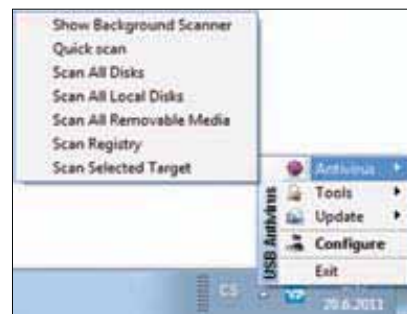 Show Background Scanner
Quick scan
Scan All Disks
Scan All Local Disks
Scan All Removable Media
Scan Registry
Scan Selected Target
Antivirus
Tools
Update
Configure
Exit
USB Antivirus
CS
20.6.2011